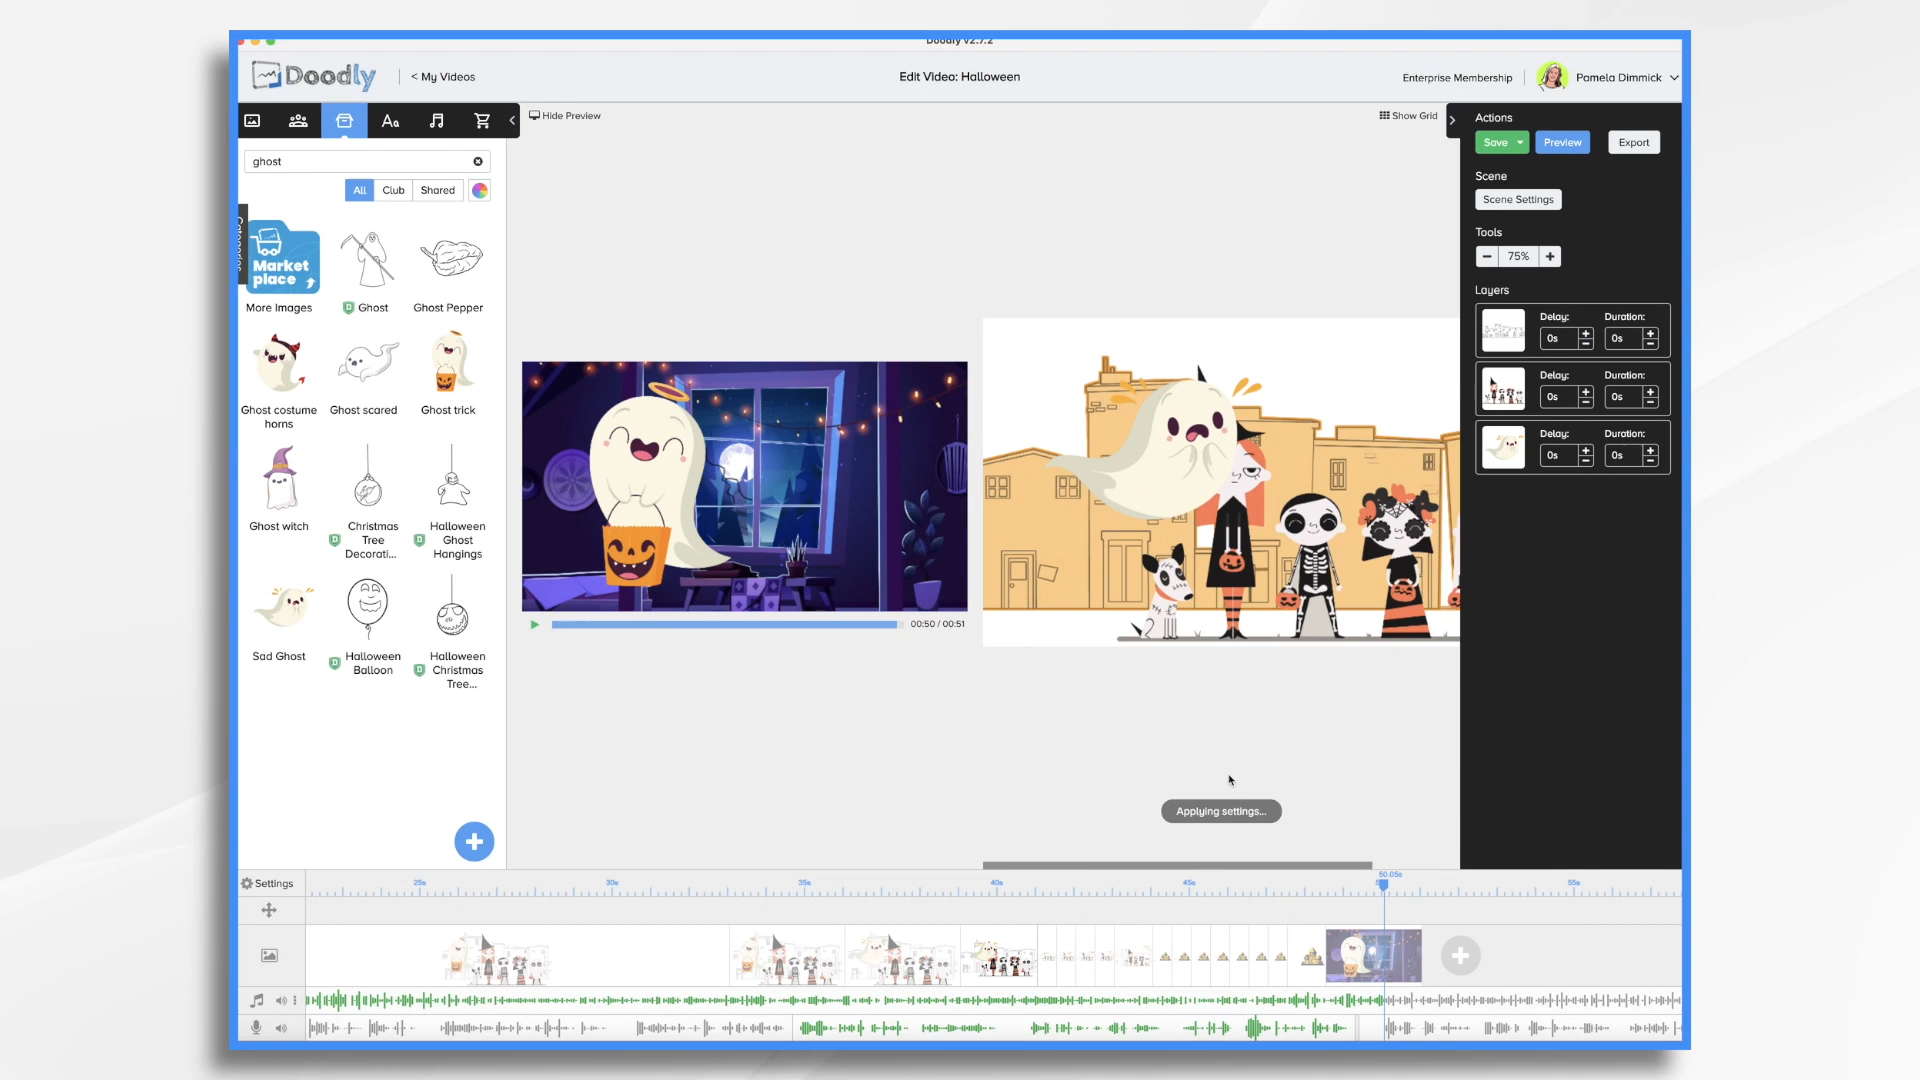 Doodly v2.7.2
Doodly
< My Videos
Edit Video: Halloween
Enterprise Membership
Pamela Dimmick
Hide Preview
Show Grid
Actions
Save
Preview
Export
Scene
Scene Settings
Tools
75%
Layers
Delay:
Duration:
0s
0s
Delay:
Duration:
0s
0s
Delay:
Duration:
0s
0s
ghost
All
Club
Shared
Categories
Market
place
More Images
Ghost
Ghost Pepper
Ghost costume
horns
Ghost scared
Ghost trick
Ghost witch
Christmas
Tree
Decorati...
Halloween
Ghost
Hangings
Sad Ghost
Halloween
Balloon
Halloween
Christmas
Tree...
00:50 / 00:51
Applying settings...
Settings
25s
30s
35s
40s
45s
50.05s
55s